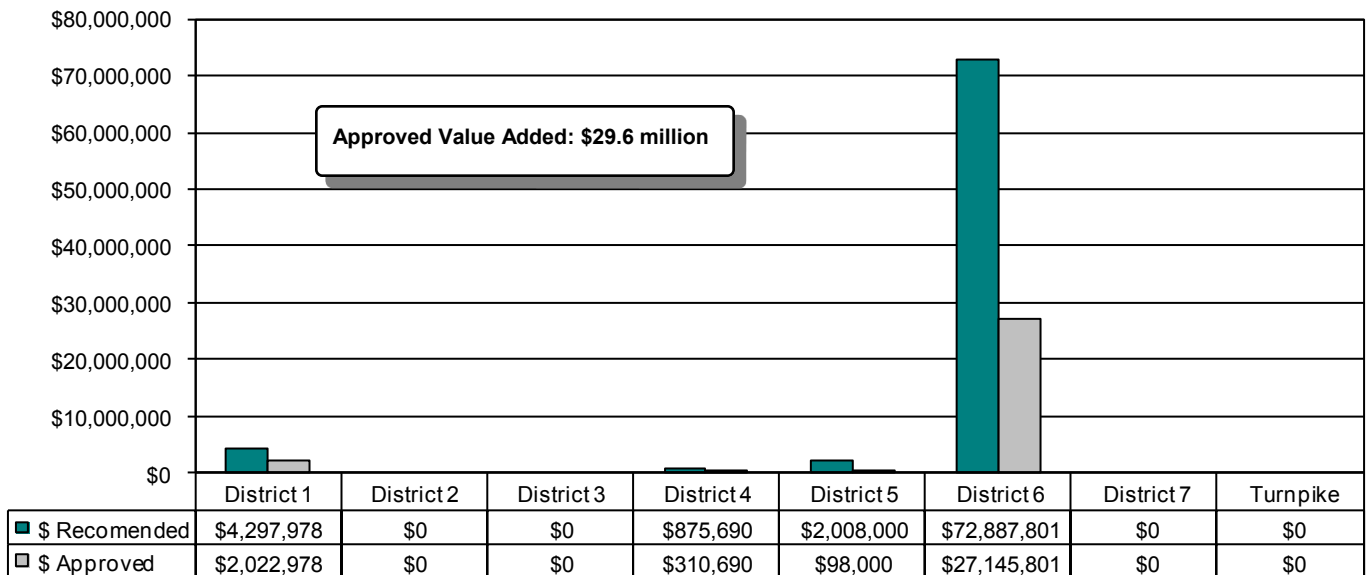 $80,000,000
$70,000,000
$60,000,000
$50,000,000
$40,000,000
$30,000,000
$20,000,000
$10,000,000
$0
Approved Value Added: $29.6 million
District 1 District 2 District 3 District 4 District 5 District 6 District 7 Turnpike
$ Recomended $4,297,978 $0 $0 $875,690 $2,008,000 $72,887,801 $0 $0
$ Approved $2,022,978 $0 $0 $310,690 $98,000 $27,145,801 $0 $0